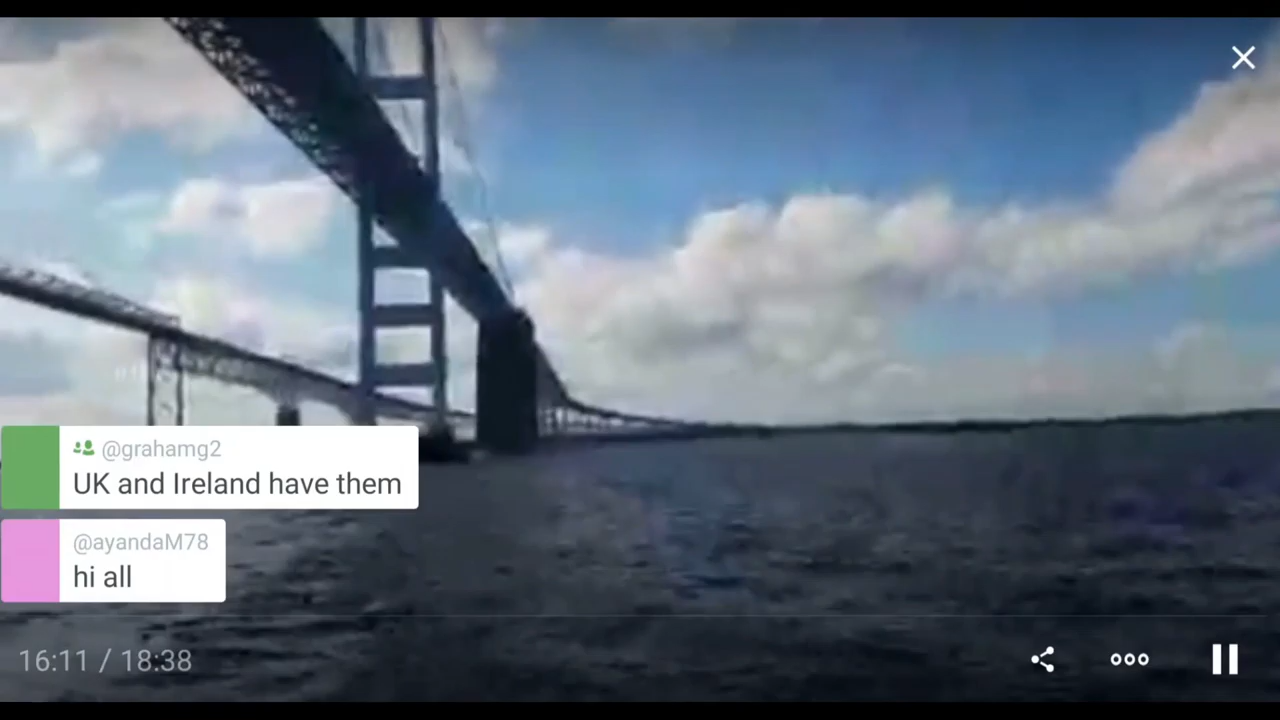 @grahamg2
UK and Ireland have them
@ayandaM78
hi all
16:11 / 18:38